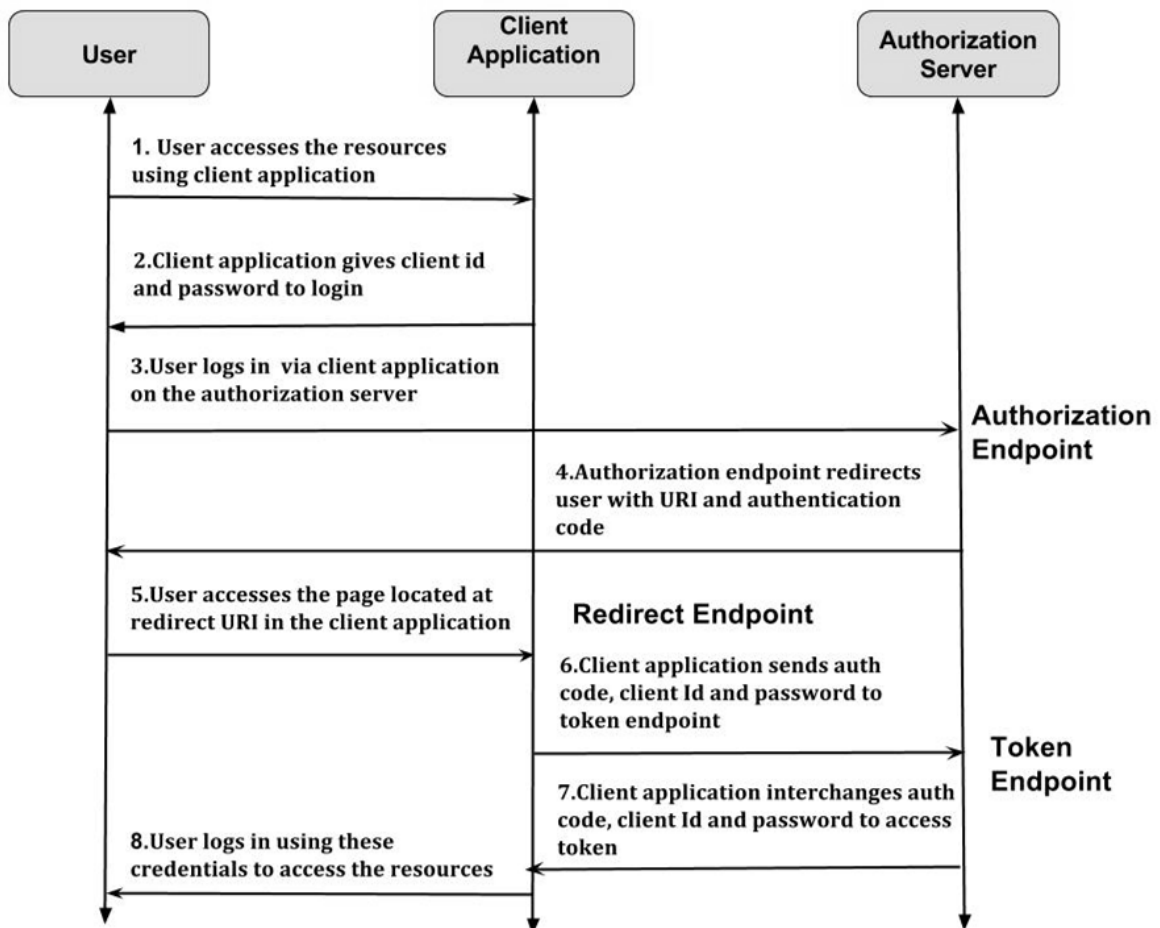 User
Client
Application
Authorization
Server
1. User accesses the resources
using client application
2.Client application gives client id
and password to login
3.User logs in via client application
on the authorization server
Authorization
Endpoint
4.Authorization endpoint redirects
user with URI and authentication
code
5.User accesses the page located at
redirect URI in the client application
Redirect Endpoint
6.Client application sends auth
code, client Id and password to
token endpoint
Token
Endpoint
7.Client application interchanges auth
code, client Id and password to access
token
8.User logs in using these
credentials to access the resources